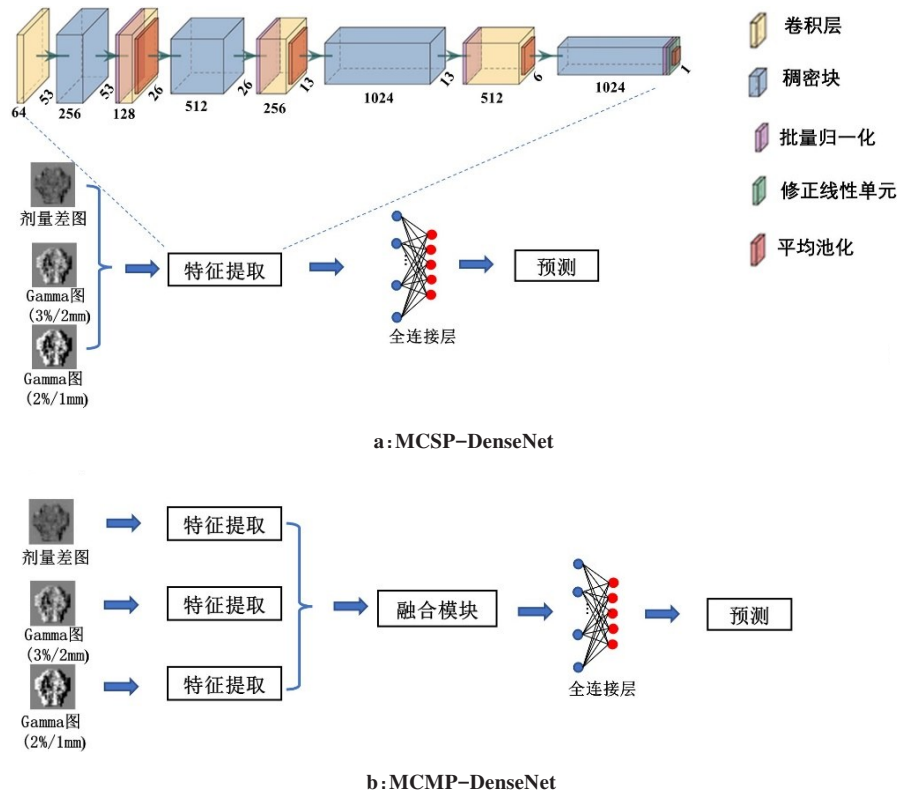 64
53
256
53
128
26
512
26
256
13
1024
13
512
6
1024
1
卷积层
稠密块
批量归一化
修正线性单元
平均池化
剂量差图
Gamma图
(3%/2mm)
Gamma图
(2%/1mm)
特征提取
全连接层
预测
a:MCSP-DenseNet
剂量差图
Gamma图
(3%/2mm)
Gamma图
(2%/1mm)
特征提取
特征提取
特征提取
融合模块
全连接层
预测
b:MCMP-DenseNet